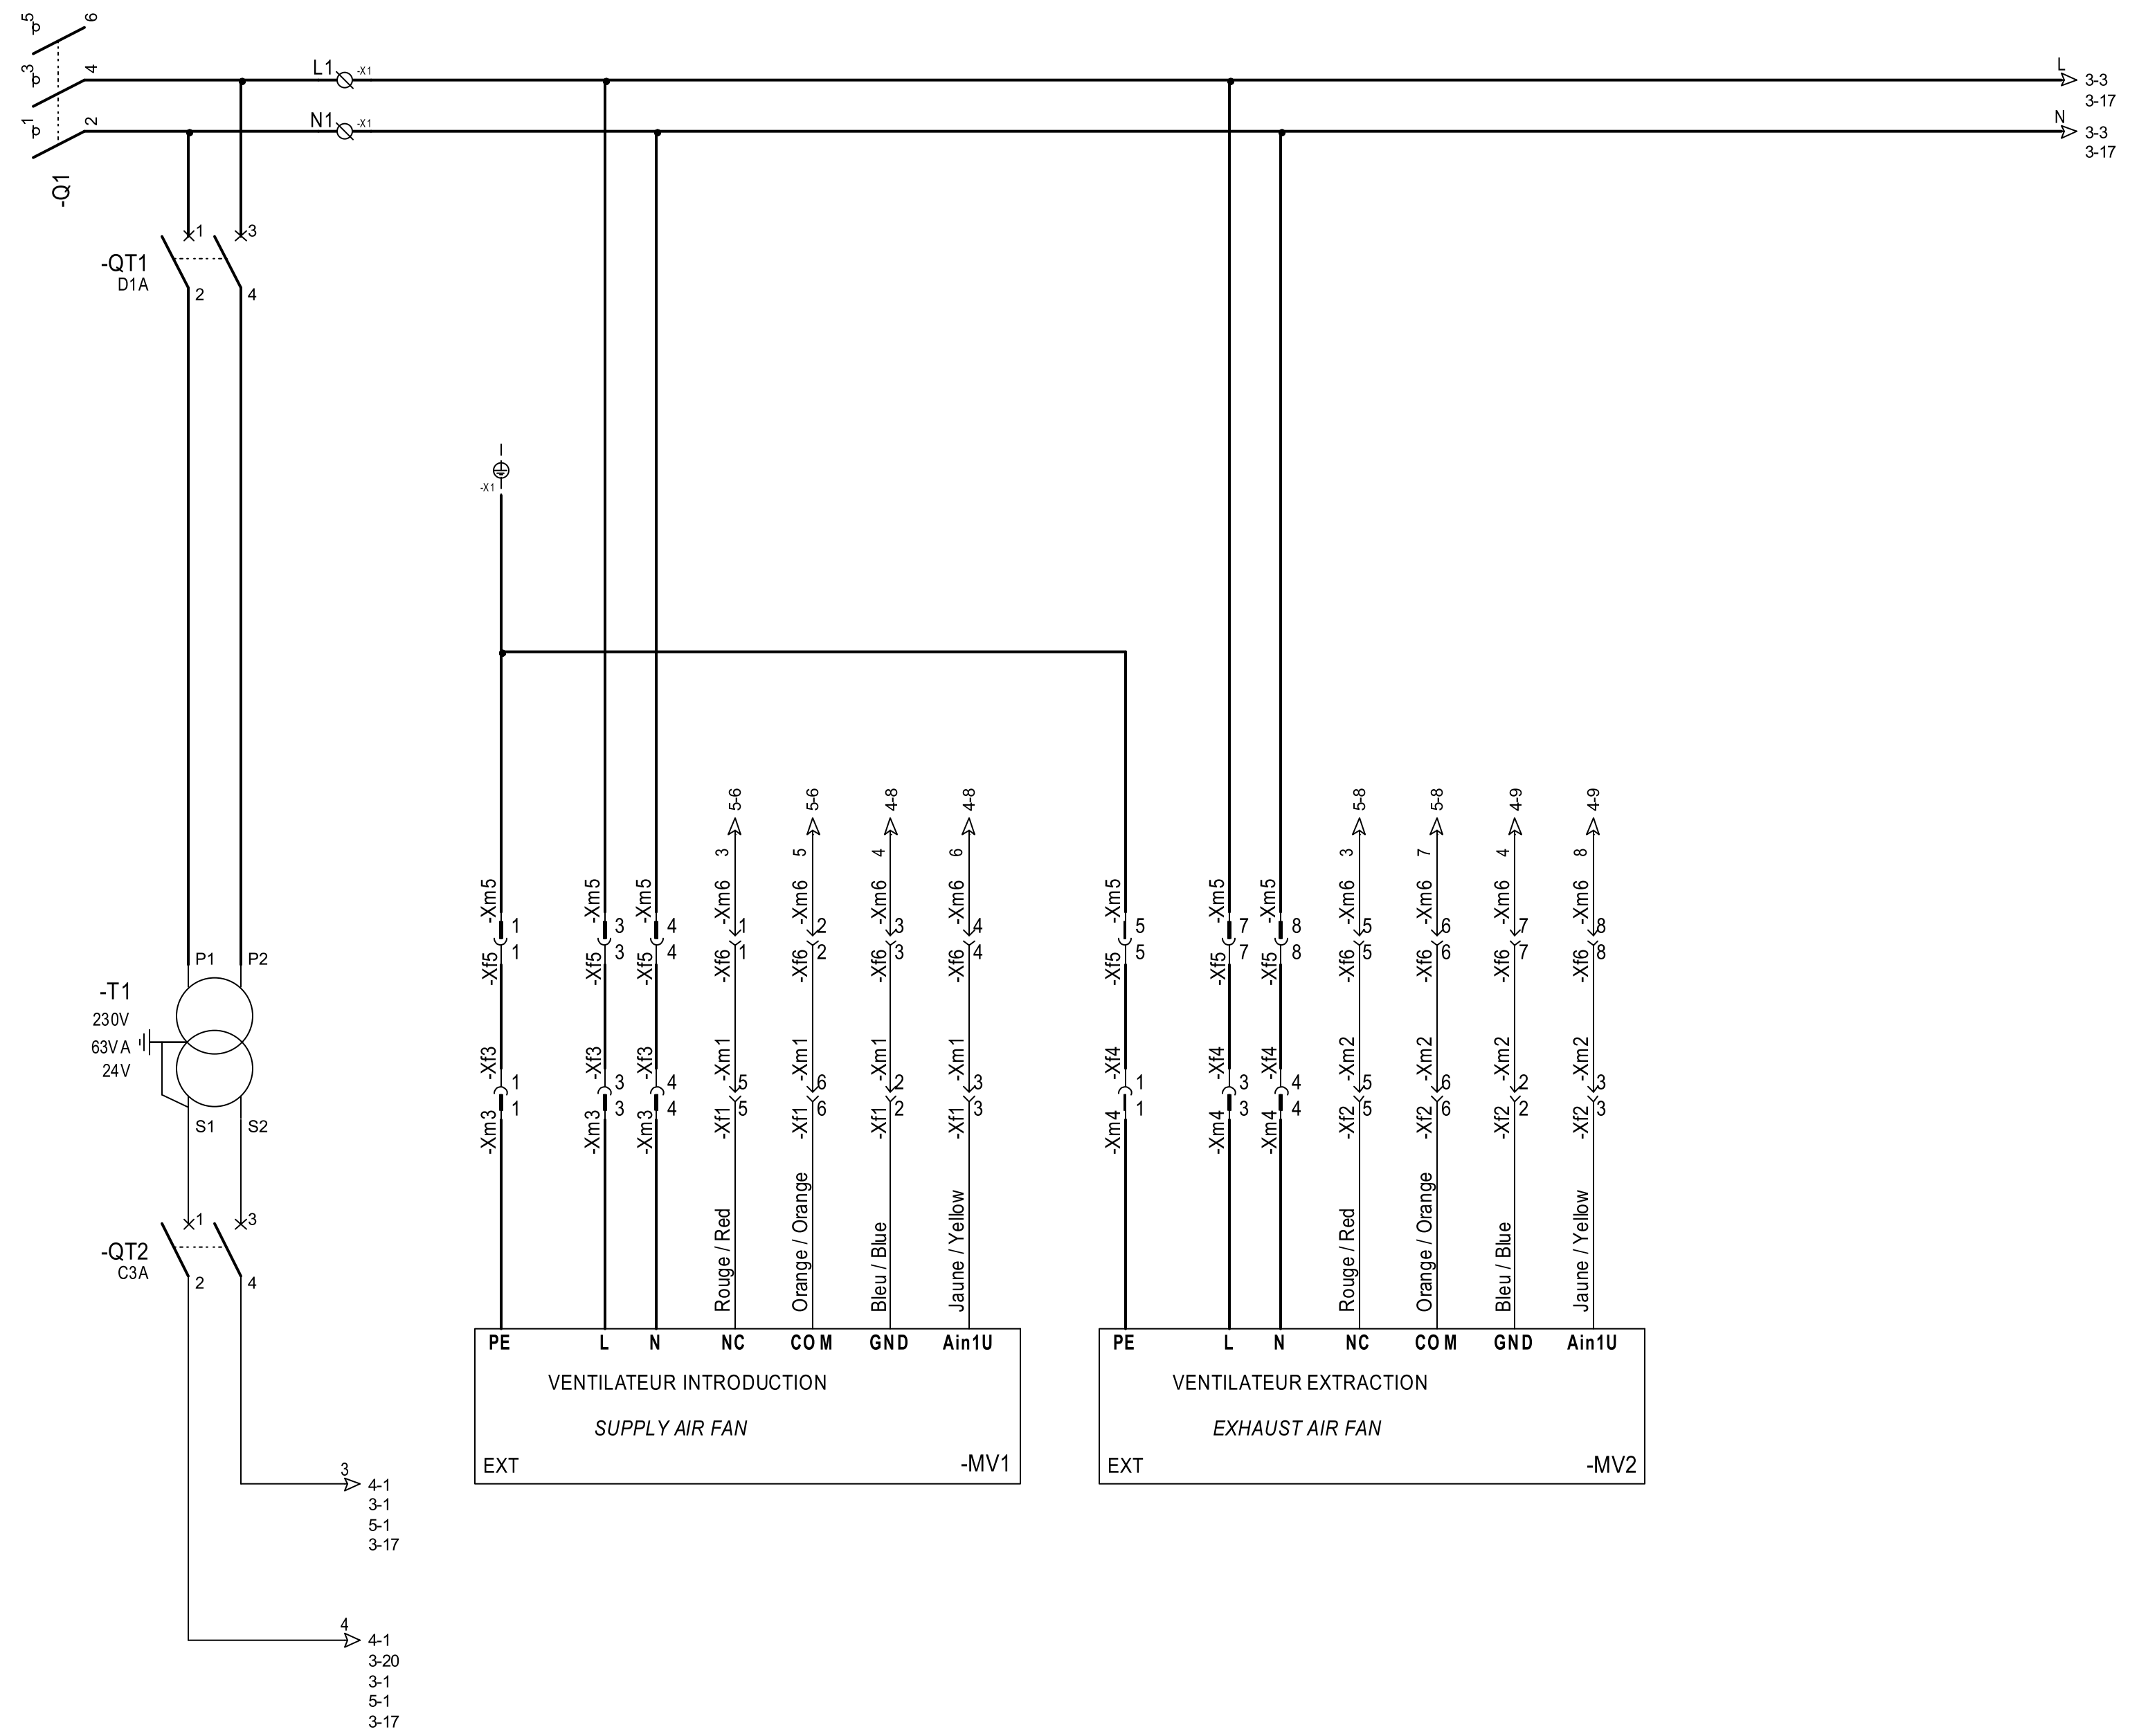 5 6
3 4
1 2
-Q1
L1 -X1
N1 -X1
L
3-3
3-17
N
3-3
3-17
1 3
-QT1
D1A
2 4
-X1
5-6 5-6 4-8 4-8 5-8 5-8 4-9 4-9
3 5 4 6 3 7 4 8
-Xm5 -Xm5 -Xm5 -Xm6 -Xm6 -Xm6 -Xm6 -Xm5 -Xm5 -Xm5 -Xm6 -Xm6 -Xm6 -Xm6
1 3 4 1 2 3 4 5 7 8 5 6 7 8
1 3 4 1 2 3 4 5 7 8 5 6 7 8
-Xf5 -Xf5 -Xf5 -Xf6 -Xf6 -Xf6 -Xf6 -Xf5 -Xf5 -Xf5 -Xf6 -Xf6 -Xf6 -Xf6
P1 P2
-T1
230V
63VA
24V
S1 S2
-Xf3 -Xf3 -Xf3 -Xm1 -Xm1 -Xm1 -Xm1 -Xf4 -Xf4 -Xf4 -Xm2 -Xm2 -Xm2 -Xm2
1 3 4 5 6 2 3 1 3 4 5 6 2 3
1 3 4 5 6 2 3 1 3 4 5 6 2 3
-Xm3 -Xm3 -Xm3 -Xf1 -Xf1 -Xf1 -Xf1 -Xm4 -Xm4 -Xm4 -Xf2 -Xf2 -Xf2 -Xf2
1 3
-QT2
C3A
2 4
Rouge / Red
Orange / Orange
Bleu / Blue
Jaune / Yellow
Rouge / Red
Orange / Orange
Bleu / Blue
Jaune / Yellow
PE L N NC COM GND Ain1U
VENTILATEUR INTRODUCTION
SUPPLY AIR FAN
EXT -MV1
PE L N NC COM GND Ain1U
VENTILATEUR EXTRACTION
EXHAUST AIR FAN
EXT -MV2
3
4-1
3-1
5-1
3-17
4
4-1
3-20
3-1
5-1
3-17